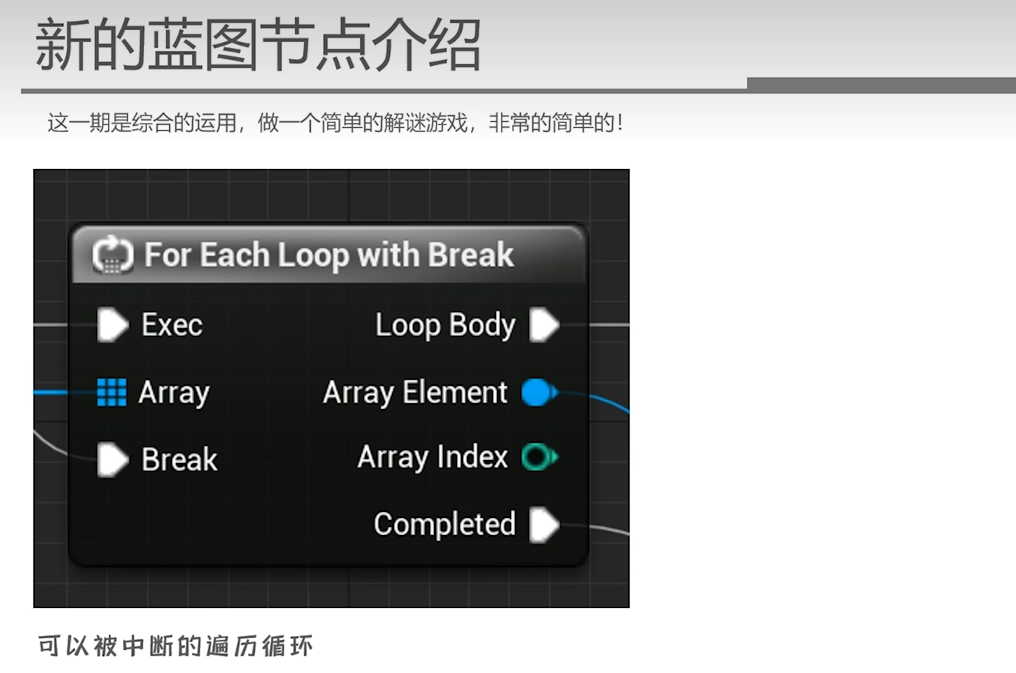 新的蓝图节点介绍
这一期是综合的运用，做一个简单的解谜游戏，非常的简单的！
For Each Loop with Break
Exec
Loop Body
Array
Array Element
Break
Array Index
Completed
可以被中断的遍历循环